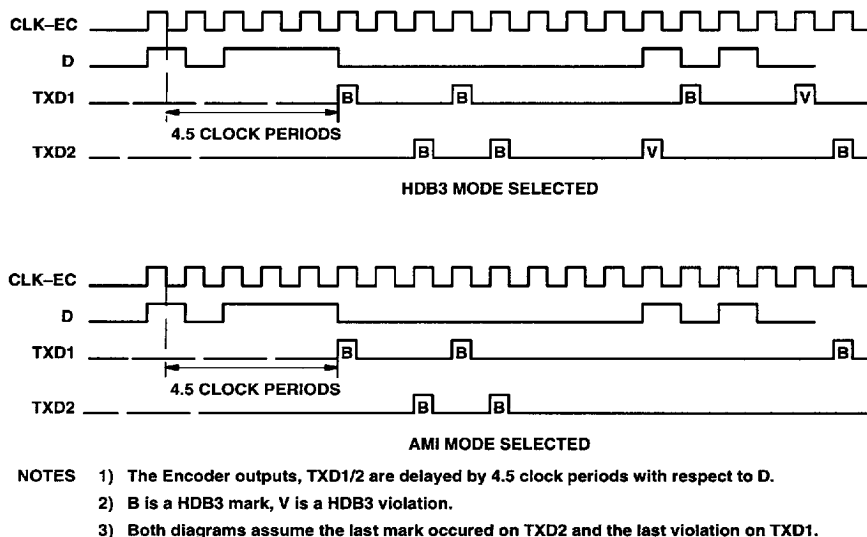 CLK–EC
D
TXD1 B B B V
4.5 CLOCK PERIODS
TXD2 B B V B
HDB3 MODE SELECTED
CLK–EC
D
TXD1 B B B
4.5 CLOCK PERIODS
TXD2 B B
AMI MODE SELECTED
NOTES 1) The Encoder outputs, TXD1/2 are delayed by 4.5 clock periods with respect to D.
2) B is a HDB3 mark, V is a HDB3 violation.
3) Both diagrams assume the last mark occured on TXD2 and the last violation on TXD1.